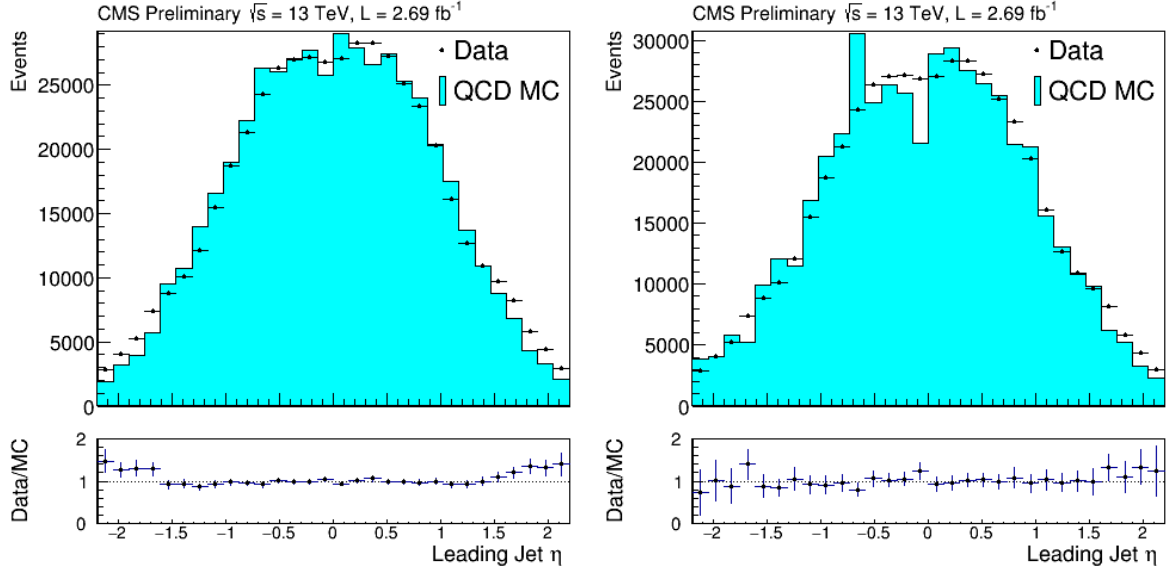 CMS Preliminary √s = 13 TeV, L = 2.69 fb⁻¹
Events
Data
QCD MC
25000
20000
15000
10000
5000
0
Data/MC
2
1
0
−2 −1.5 −1 −0.5 0 0.5 1 1.5 2
Leading Jet η
CMS Preliminary √s = 13 TeV, L = 2.69 fb⁻¹
Events
Data
QCD MC
30000
25000
20000
15000
10000
5000
0
Data/MC
2
1
0
−2 −1.5 −1 −0.5 0 0.5 1 1.5 2
Leading Jet η